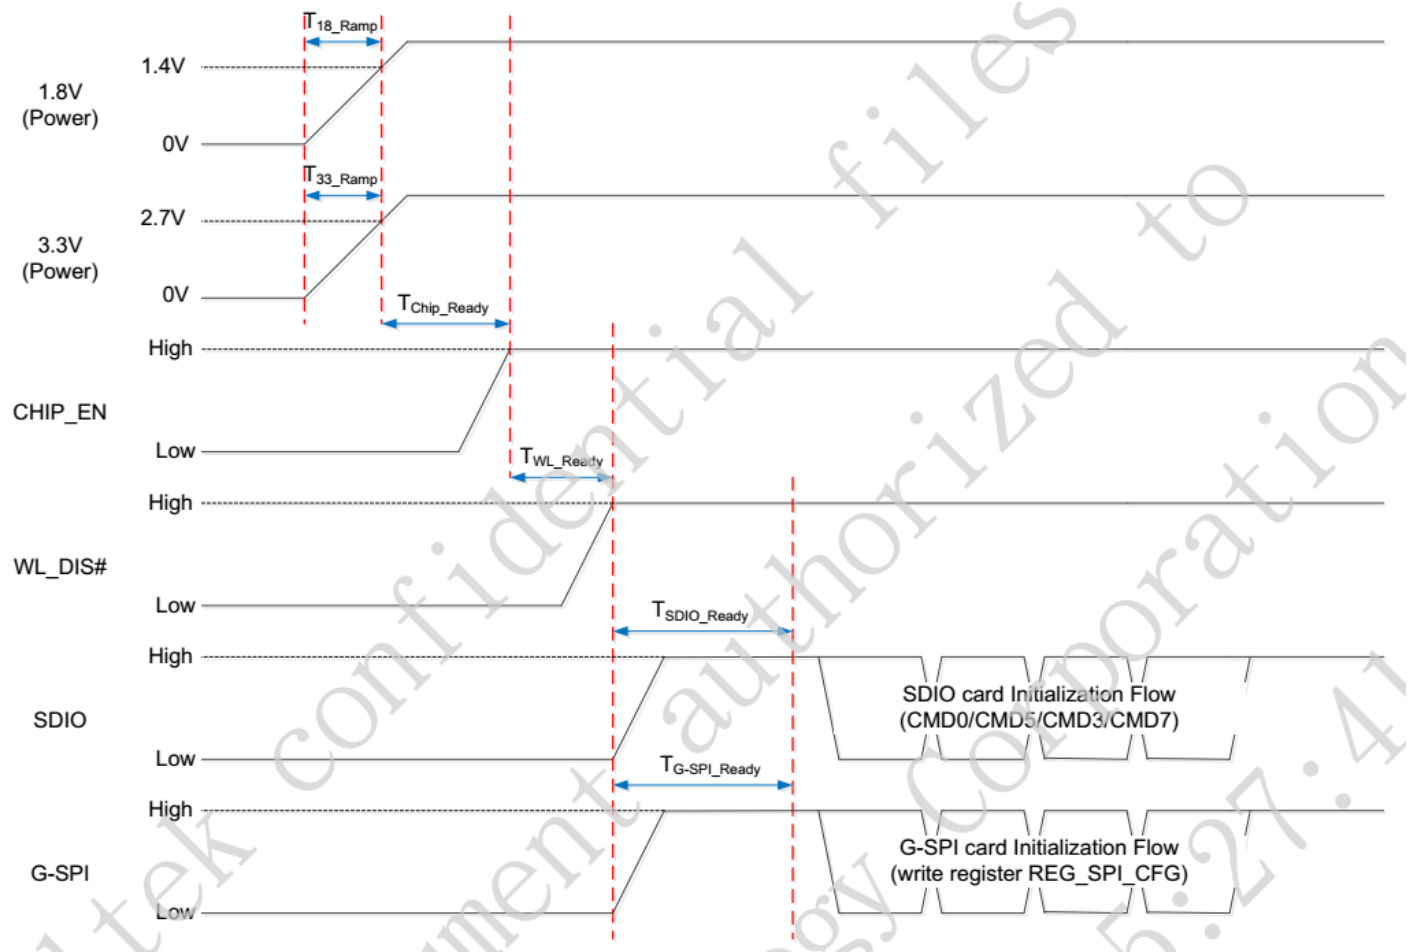 T18_Ramp
1.4V
1.8V
(Power)
0V
T33_Ramp
2.7V
3.3V
(Power)
0V
TChip_Ready
High
CHIP_EN
Low
TWL_Ready
High
WL_DIS#
Low
TSDIO_Ready
High
SDIO card Initialization Flow
(CMD0/CMD5/CMD3/CMD7)
SDIO
Low
TG-SPI_Ready
High
G-SPI card Initialization Flow
(write register REG_SPI_CFG)
G-SPI
Low
confidential files
authorized to
Corporation